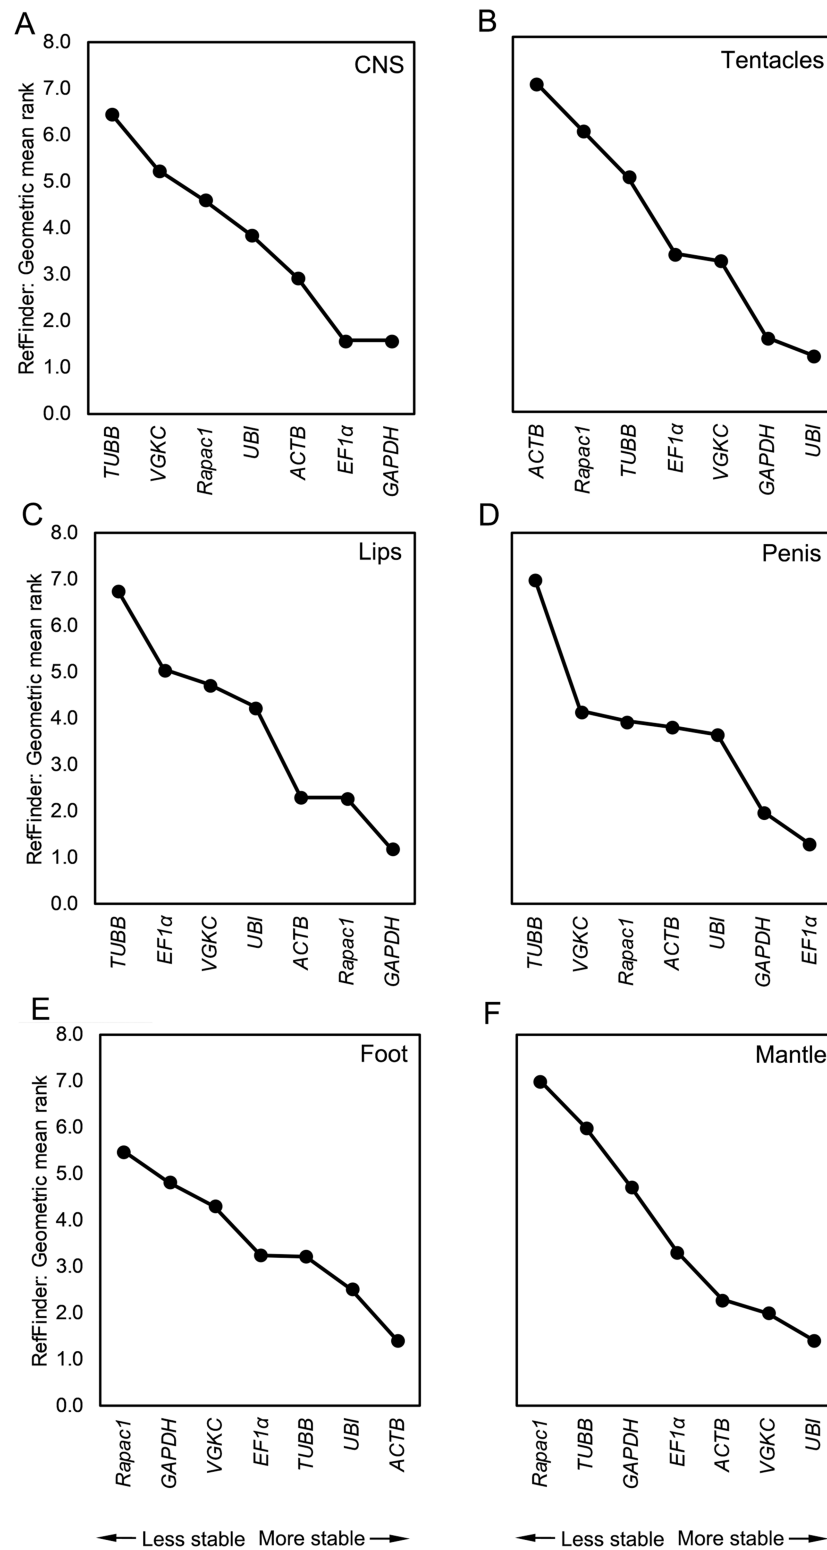 A
B
CNS
Tentacles
RefFinder: Geometric mean rank
8.0
7.0
6.0
5.0
4.0
3.0
2.0
1.0
0.0
TUBB
VGKC
Rapac1
UBI
ACTB
EF1α
GAPDH
ACTB
Rapac1
TUBB
EF1α
VGKC
GAPDH
UBI
C
D
Lips
Penis
RefFinder: Geometric mean rank
8.0
7.0
6.0
5.0
4.0
3.0
2.0
1.0
0.0
TUBB
EF1α
VGKC
UBI
ACTB
Rapac1
GAPDH
TUBB
VGKC
Rapac1
ACTB
UBI
GAPDH
EF1α
E
F
Foot
Mantle
RefFinder: Geometric mean rank
8.0
7.0
6.0
5.0
4.0
3.0
2.0
1.0
0.0
Rapac1
GAPDH
VGKC
EF1α
TUBB
UBI
ACTB
Rapac1
TUBB
GAPDH
EF1α
ACTB
VGKC
UBI
Less stable More stable
Less stable More stable